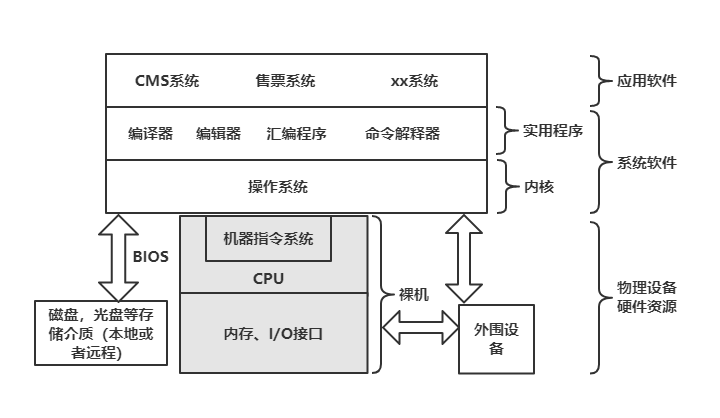 CMS系统 售票系统 xx系统 应用软件
编译器 编辑器 汇编程序 命令解释器 实用程序
系统软件
操作系统 内核
机器指令系统
BIOS
CPU
裸机
物理设备
硬件资源
磁盘，光盘等存
储介质（本地或
者远程)
内存、I/O接口
外围设
备